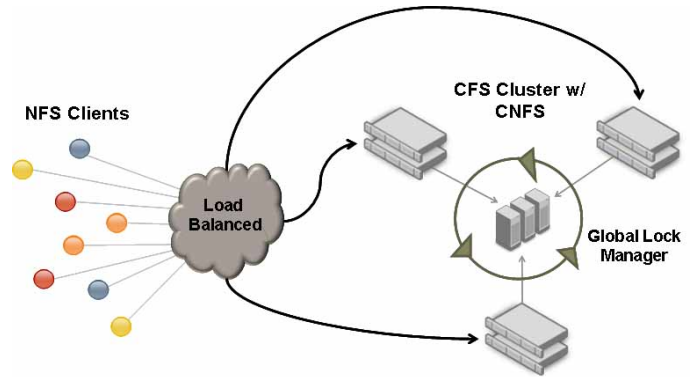 NFS Clients
Load
Balanced
CFS Cluster w/
CNFS
Global Lock
Manager